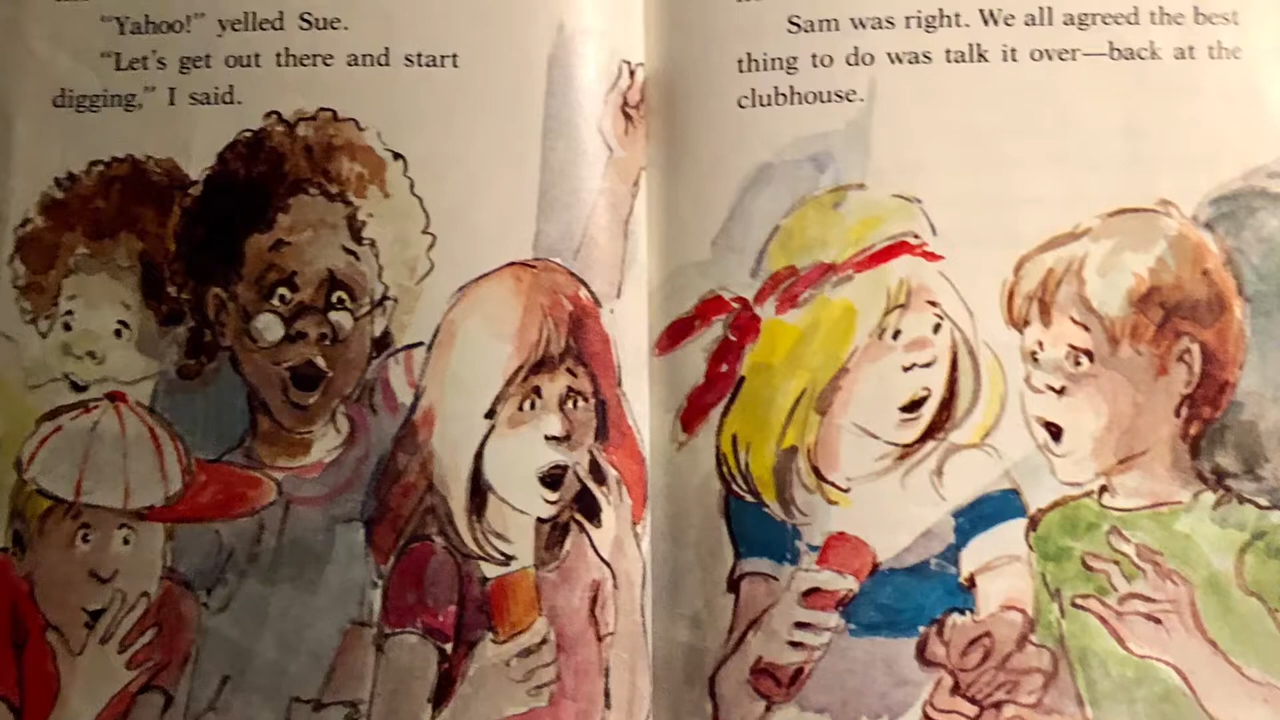 "Yahoo!" yelled Sue.
"Let's get out there and start
digging," I said.
Sam was right. We all agreed the best
thing to do was talk it over—back at the
clubhouse.